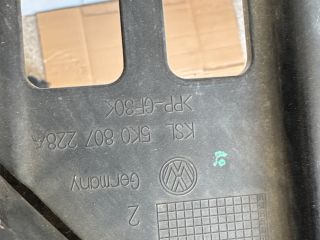 >PP-GF30<
KSL 5K0 807 228A
Germany
2